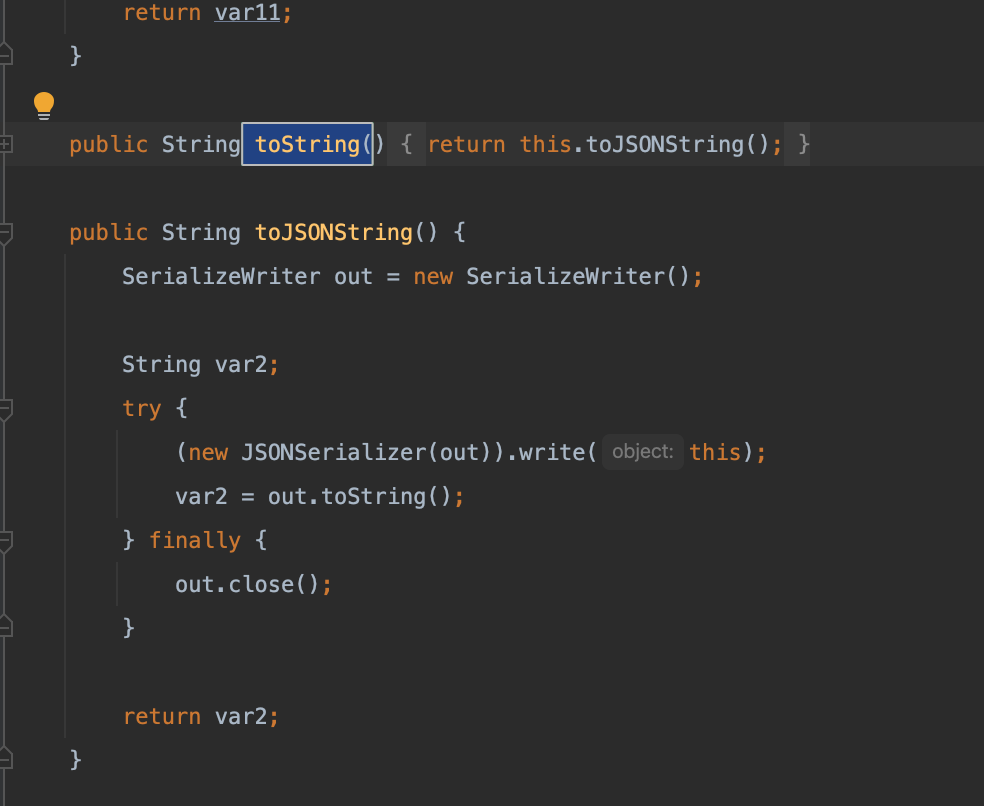 return var11;
}
public String toString() { return this.toJSONString(); }
public String toJSONString() {
SerializeWriter out = new SerializeWriter();
String var2;
try {
(new JSONSerializer(out)).write( object: this);
var2 = out.toString();
} finally {
out.close();
}
return var2;
}